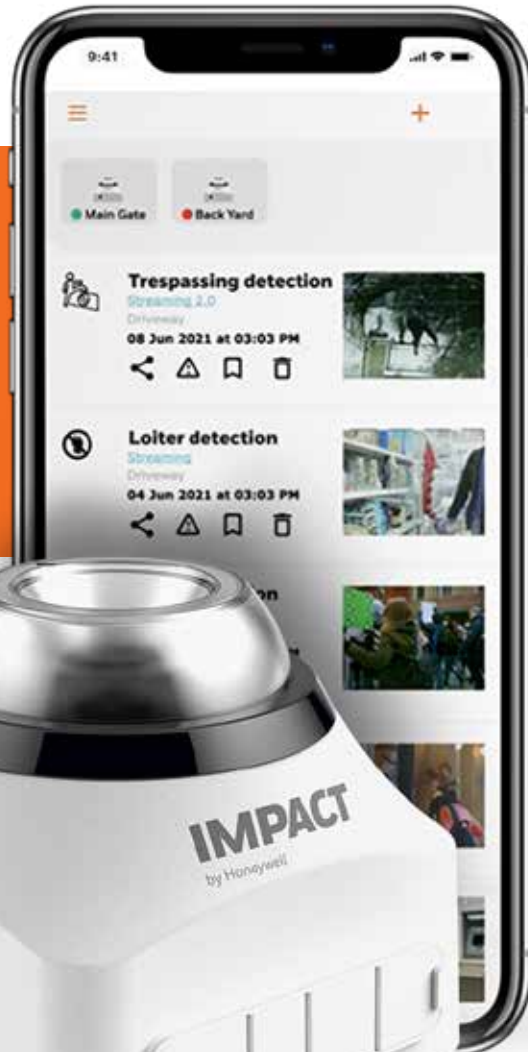 9:41
Main Gate
Back Yard
Trespassing detection
Streaming 2.0
Driveway
08 Jun 2021 at 03:03 PM
Loiter detection
Streaming
Driveway
04 Jun 2021 at 03:03 PM
on
IMPACT
by Honeywell